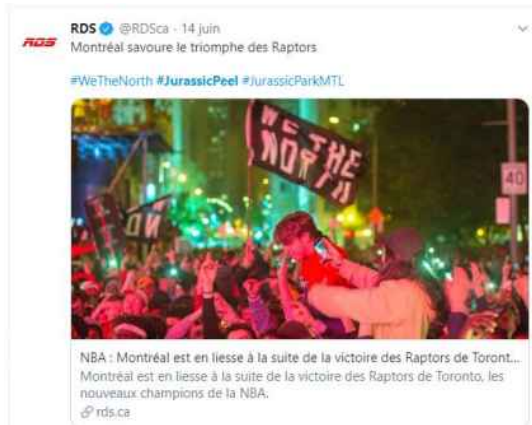 RDS @RDSca · 14 juin
RDS
Montréal savoure le triomphe des Raptors
#WeTheNorth #JurassicPeel #JurassicParkMTL
WE THE
NORTH
40
NBA : Montréal est en liesse à la suite de la victoire des Raptors de Toront...
Montréal est en liesse à la suite de la victoire des Raptors de Toronto, les
nouveaux champions de la NBA.
rds.ca